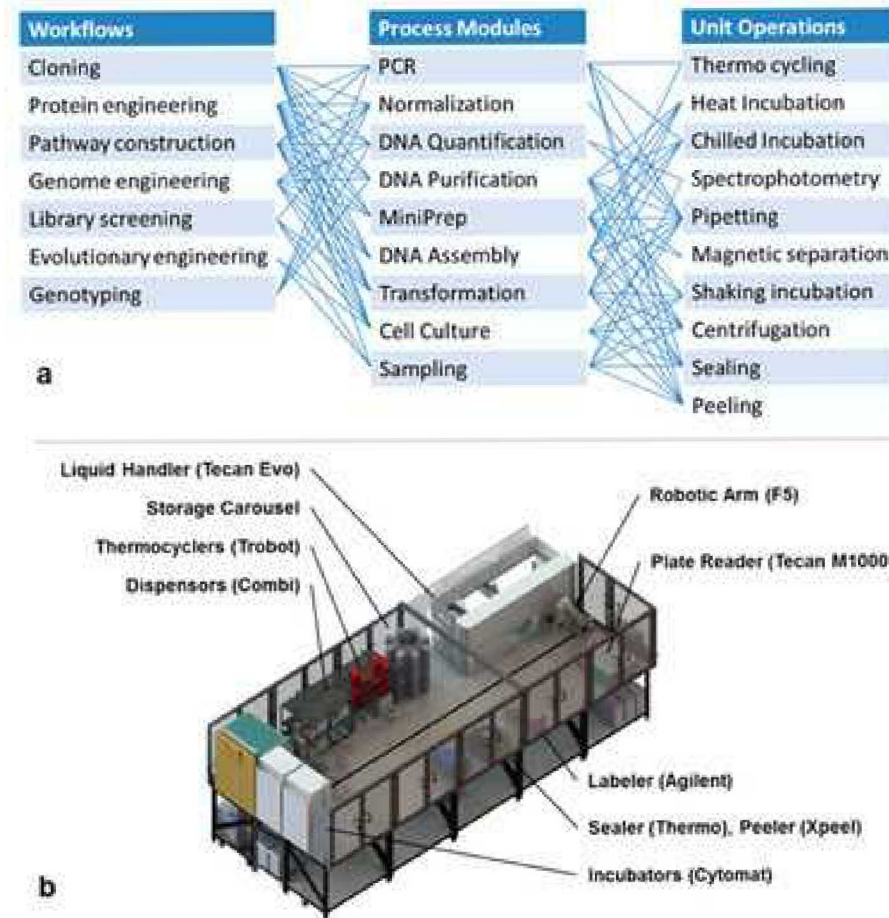 Workflows
Cloning
Protein engineering
Pathway construction
Genome engineering
Library screening
Evolutionary engineering
Genotyping
Process Modules
PCR
Normalization
DNA Quantification
DNA Purification
MiniPrep
DNA Assembly
Transformation
Cell Culture
Sampling
Unit Operations
Thermo cycling
Heat Incubation
Chilled Incubation
Spectrophotometry
Pipetting
Magnetic separation
Shaking incubation
Centrifugation
Sealing
Peeling
a
Liquid Handler (Tecan Evo)
Storage Carousel
Thermocyclers (Trobot)
Dispensors (Combi)
Robotic Arm (F5)
Plate Reader (Tecan M1000
Labeler (Agilent)
Sealer (Thermo), Peeler (Xpeel)
Incubators (Cytomat)
b